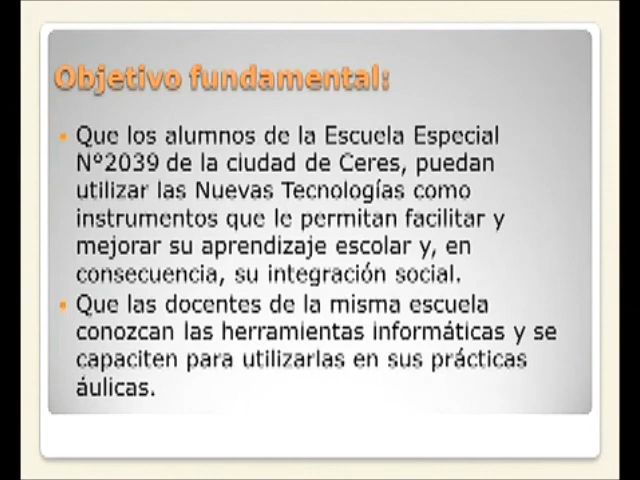 Objetivo fundamental:
Que los alumnos de la Escuela Especial
Nº2039 de la ciudad de Ceres, puedan
utilizar las Nuevas Tecnologías como
instrumentos que le permitan facilitar y
mejorar su aprendizaje escolar y, en
consecuencia, su integración social.
Que las docentes de la misma escuela
conozcan las herramientas informáticas y se
capaciten para utilizarlas en sus prácticas
áulicas.